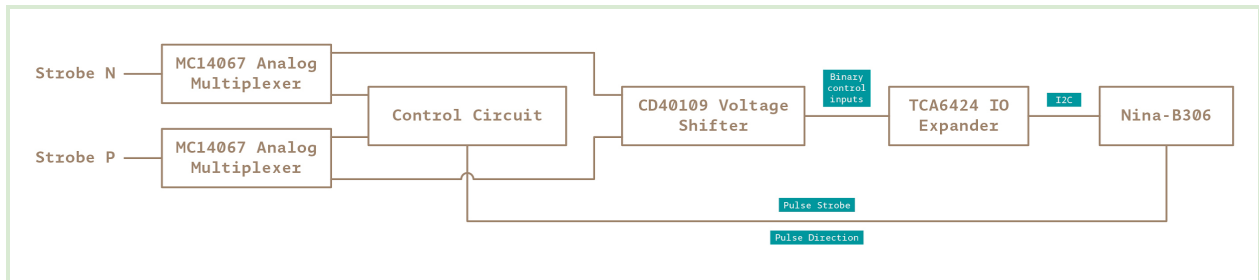 Strobe N
MC14067 Analog
Multiplexer
Strobe P
MC14067 Analog
Multiplexer
Control Circuit
CD40109 Voltage
Shifter
Binary
control
inputs
TCA6424 IO
Expander
I2C
Nina-B306
Pulse Strobe
Pulse Direction